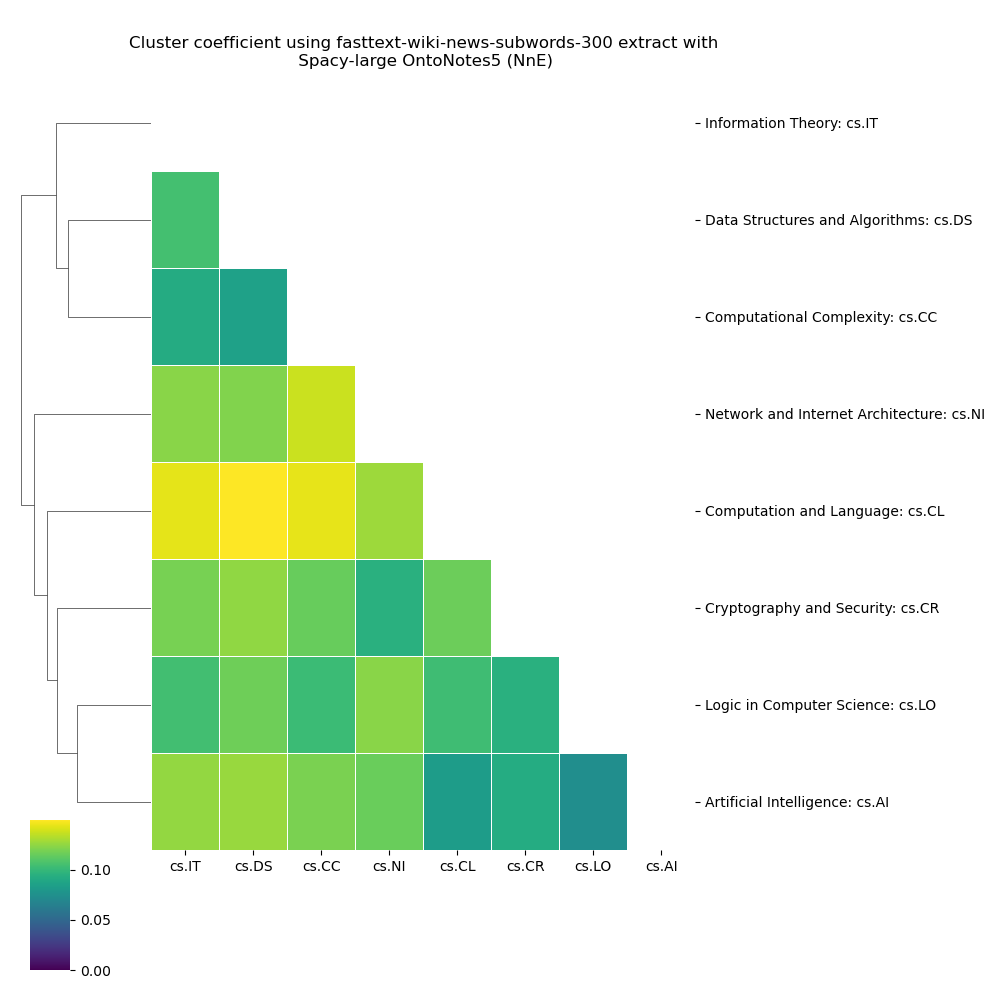 Cluster coefficient using fasttext-wiki-news-subwords-300 extract with
Spacy-large OntoNotes5 (NnE)
Information Theory: cs.IT
Data Structures and Algorithms: cs.DS
Computational Complexity: cs.CC
Network and Internet Architecture: cs.NI
Computation and Language: cs.CL
Cryptography and Security: cs.CR
Logic in Computer Science: cs.LO
Artificial Intelligence: cs.AI
cs.IT cs.DS cs.CC cs.NI cs.CL cs.CR cs.LO cs.AI
0.10
0.05
0.00